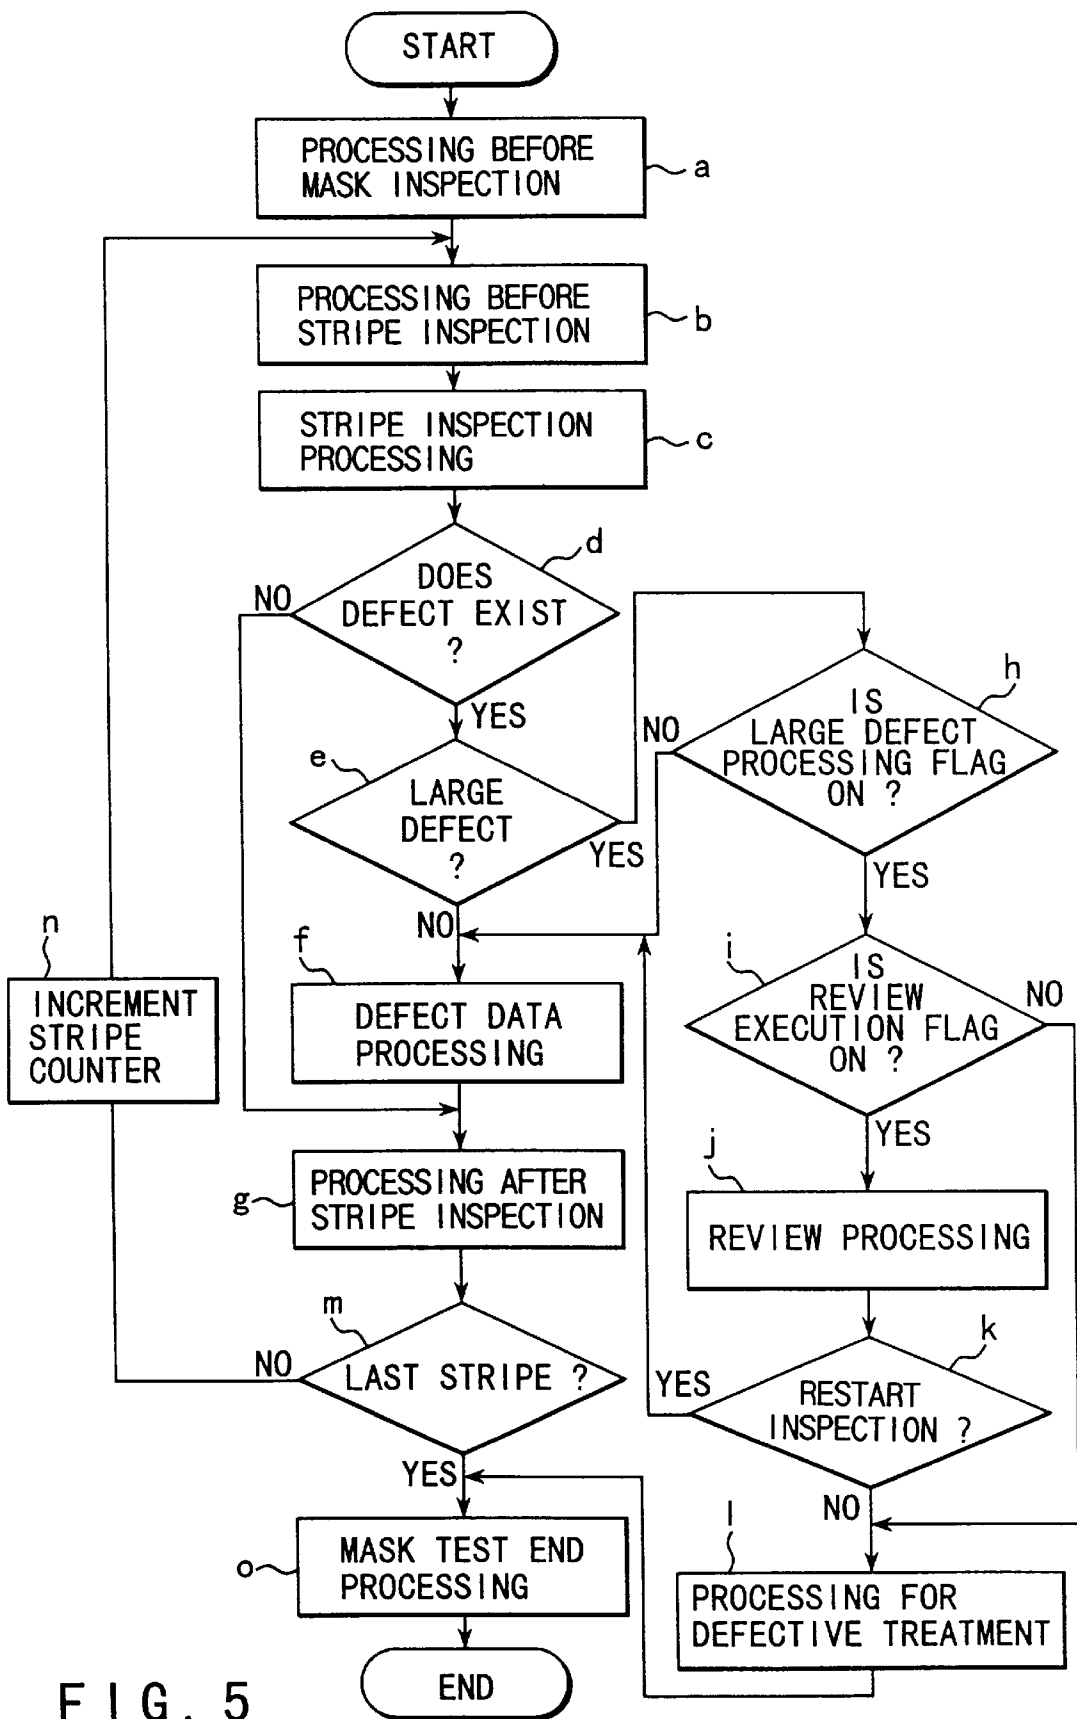 START
PROCESSING BEFORE
MASK INSPECTION
a
PROCESSING BEFORE
STRIPE INSPECTION
b
STRIPE INSPECTION
PROCESSING
c
d
DOES
DEFECT EXIST
?
NO
YES
e
LARGE
DEFECT
?
YES
NO
h
IS
LARGE DEFECT
PROCESSING FLAG
ON ?
NO
YES
f
DEFECT DATA
PROCESSING
i
IS
REVIEW
EXECUTION FLAG
ON ?
NO
YES
n
INCREMENT
STRIPE
COUNTER
g
PROCESSING AFTER
STRIPE INSPECTION
j
REVIEW PROCESSING
m
LAST STRIPE ?
NO
YES
k
RESTART
INSPECTION ?
YES
NO
o
MASK TEST END
PROCESSING
l
PROCESSING FOR
DEFECTIVE TREATMENT
END
FIG. 5